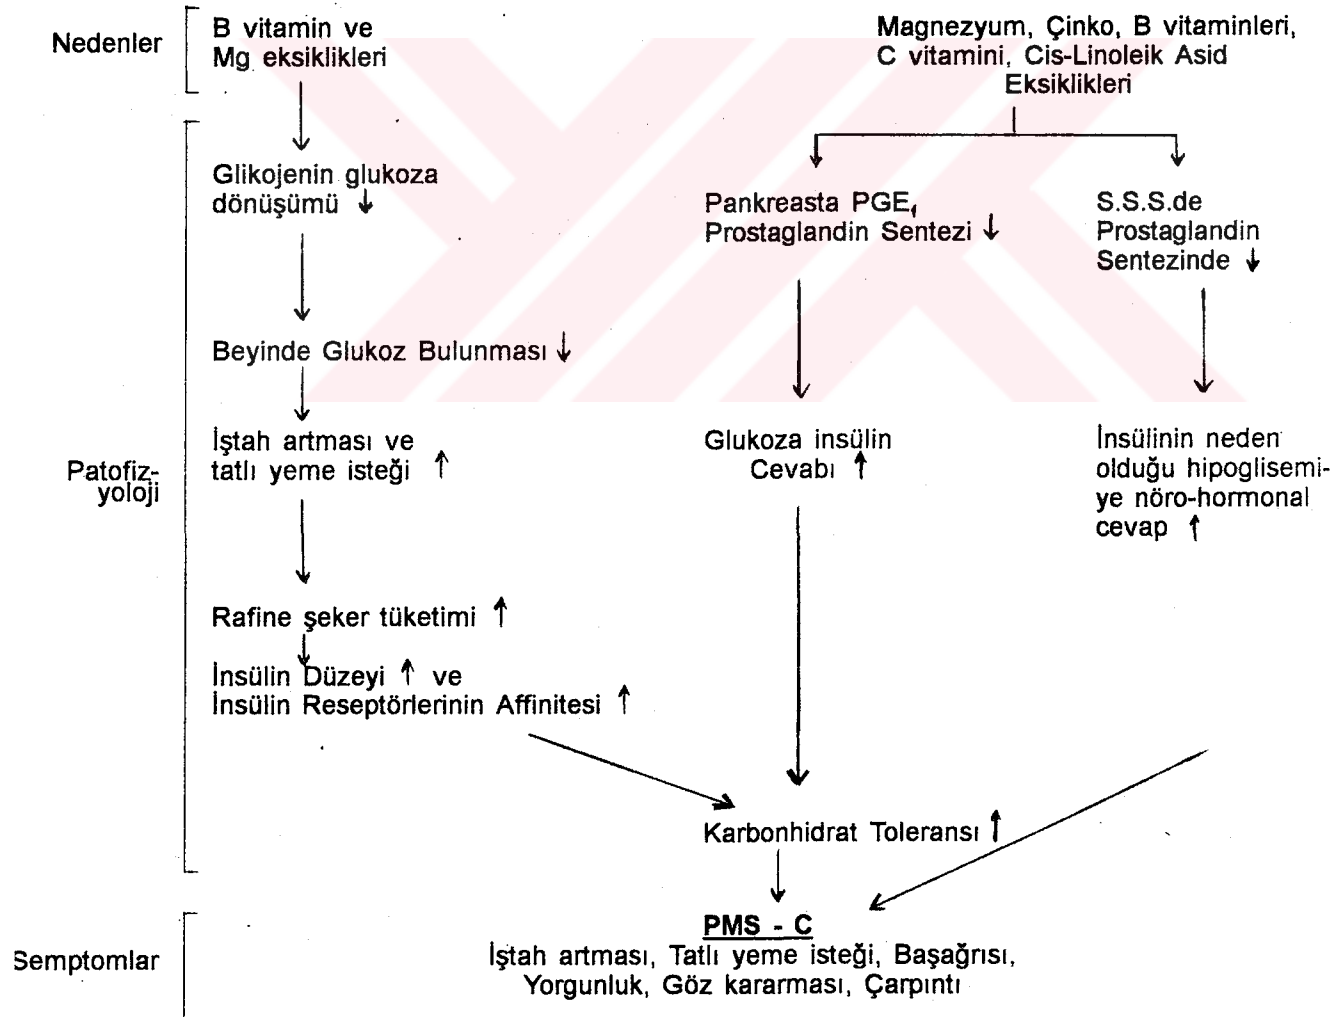 Nedenler
B vitamin ve
Mg eksiklikleri
Magnezyum, Çinko, B vitaminleri,
C vitamini, Cis-Linoleik Asid
Eksiklikleri
Patofiz-
yoloji
Glikojenin glukoza
dönüşümü ↓
Beyinde Glukoz Bulunması ↓
İştah artması ve
tatlı yeme isteği ↑
Rafine şeker tüketimi ↑
İnsülin Düzeyi ↑ ve
İnsülin Reseptörlerinin Affinitesi ↑
Pankreasta PGE₁
Prostaglandin Sentezi ↓
Glukoza insülin
Cevabı ↑
S.S.S.de
Prostaglandin
Sentezinde ↓
İnsülinin neden
olduğu hipoglisemi-
ye nöro-hormonal
cevap ↑
Karbonhidrat Toleransı ↑
Semptomlar
PMS - C
İştah artması, Tatlı yeme isteği, Başağrısı,
Yorgunluk, Göz kararması, Çarpıntı